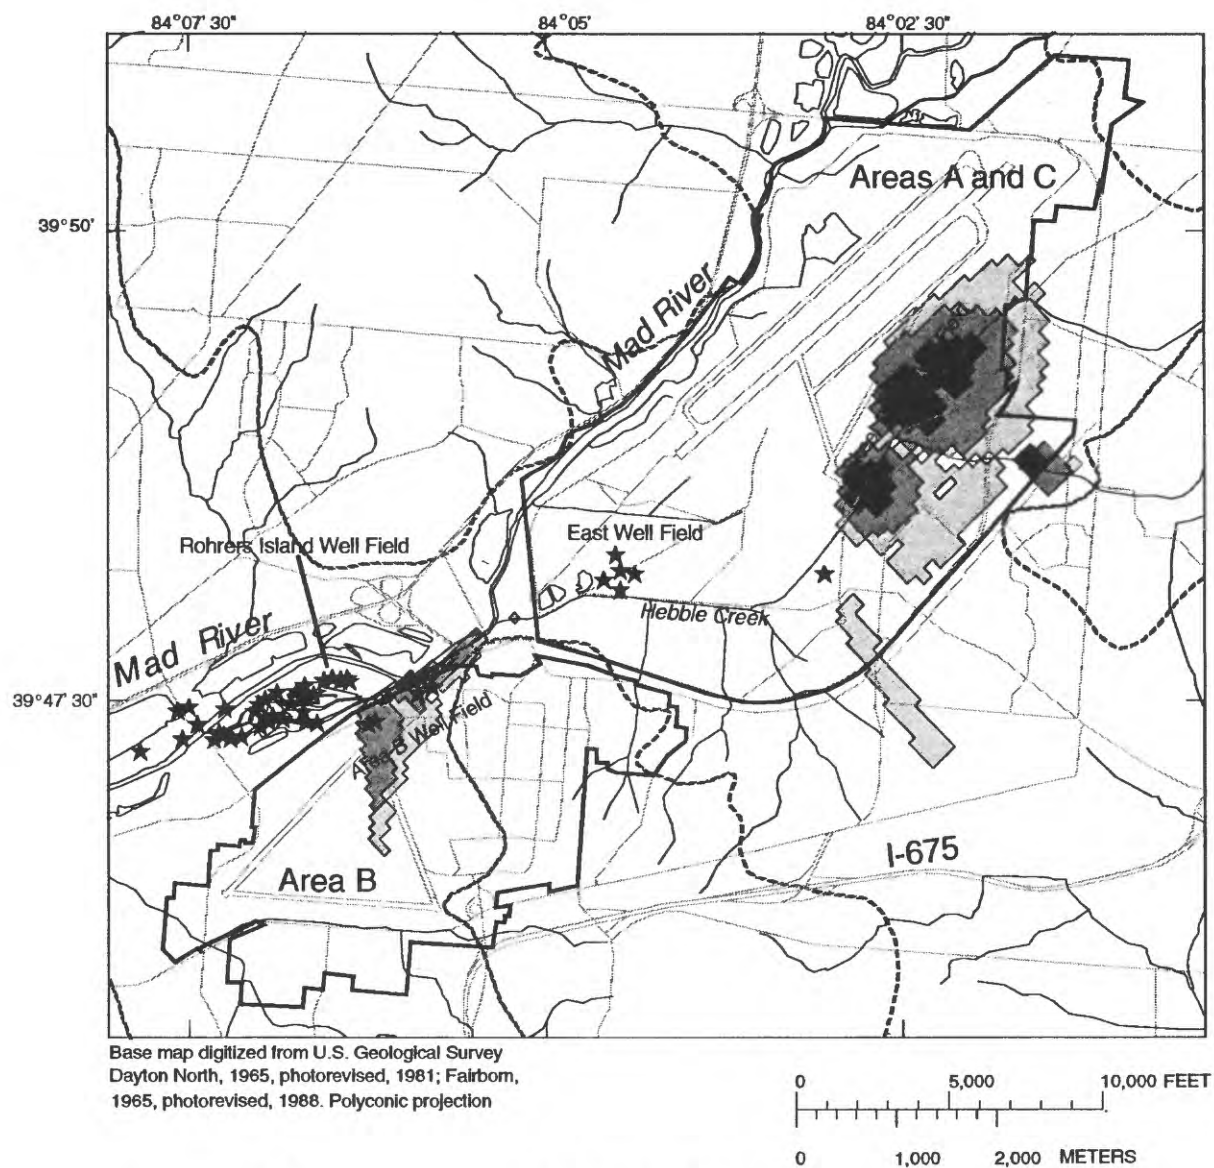 84°07' 30"
84°05'
84°02' 30"
Areas A and C
39°50'
Mad River
Rohrers Island Well Field
East Well Field
Hebble Creek
Mad River
39°47' 30"
Area B Well Field
I-675
Area B
Base map digitized from U.S. Geological Survey
Dayton North, 1965, photorevised, 1981; Fairborn,
1965, photorevised, 1988. Polyconic projection
0 5,000 10,000 FEET
0 1,000 2,000 METERS